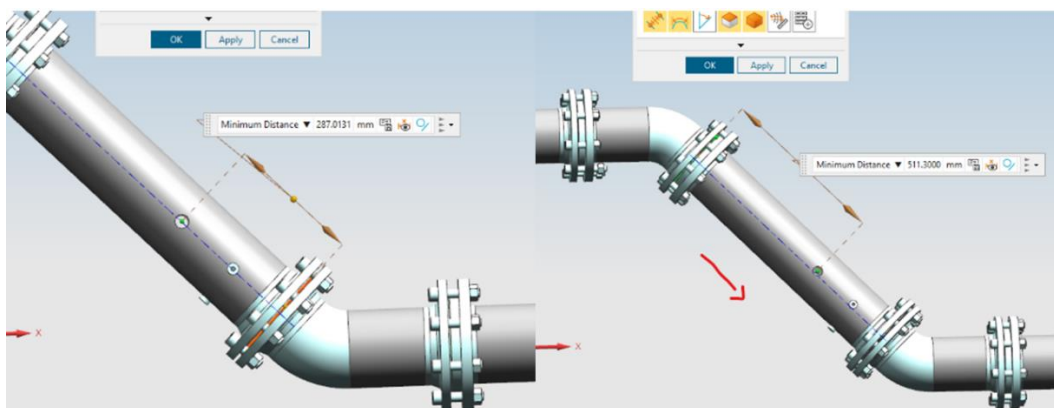 OK Apply Cancel
Minimum Distance ▼ 287.0131 mm
X
OK Apply Cancel
Minimum Distance ▼ 511.3000 mm
X